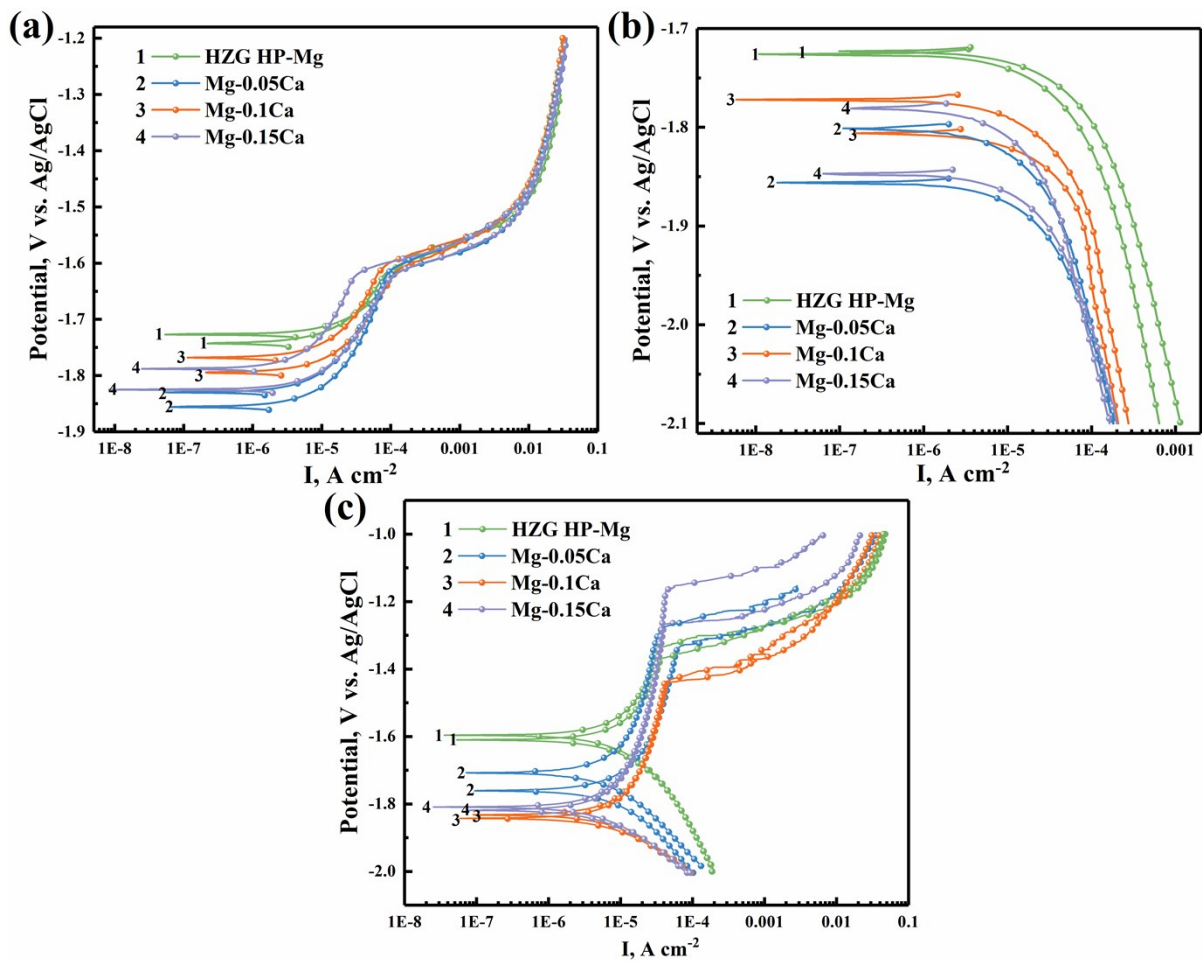 (a)
Potential, V vs. Ag/AgCl
-1.2
-1.3
-1.4
-1.5
-1.6
-1.7
-1.8
-1.9
1 HZG HP-Mg
2 Mg-0.05Ca
3 Mg-0.1Ca
4 Mg-0.15Ca
1
1
3
4
3
4
2
2
1E-8 1E-7 1E-6 1E-5 1E-4 0.001 0.01 0.1
I, A cm-2
(b)
Potential, V vs. Ag/AgCl
-1.7
-1.8
-1.9
-2.0
-2.1
1 1
3
4
2
3
4
2
1 HZG HP-Mg
2 Mg-0.05Ca
3 Mg-0.1Ca
4 Mg-0.15Ca
1E-8 1E-7 1E-6 1E-5 1E-4 0.001
I, A cm-2
(c)
Potential, V vs. Ag/AgCl
-1.0
-1.2
-1.4
-1.6
-1.8
-2.0
1 HZG HP-Mg
2 Mg-0.05Ca
3 Mg-0.1Ca
4 Mg-0.15Ca
1
1
2
2
4 4
3 3
1E-8 1E-7 1E-6 1E-5 1E-4 0.001 0.01 0.1
I, A cm-2